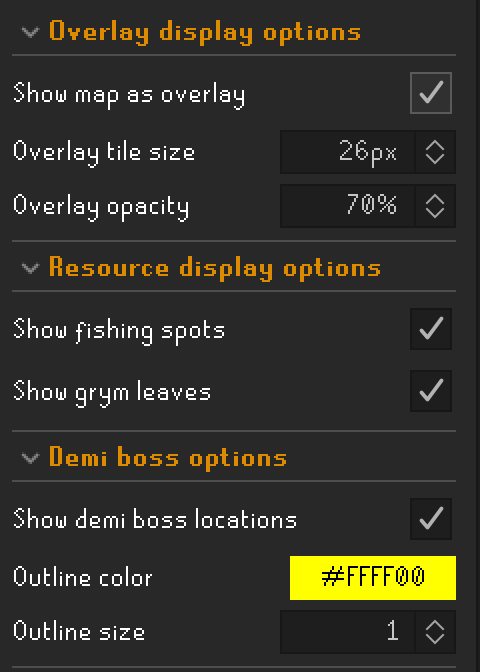 Overlay display options
Show map as overlay
Overlay tile size 26px
Overlay opacity 70%
Resource display options
Show fishing spots
Show grym leaves
Demi boss options
Show demi boss locations
Outline color #FFFF00
Outline size 1